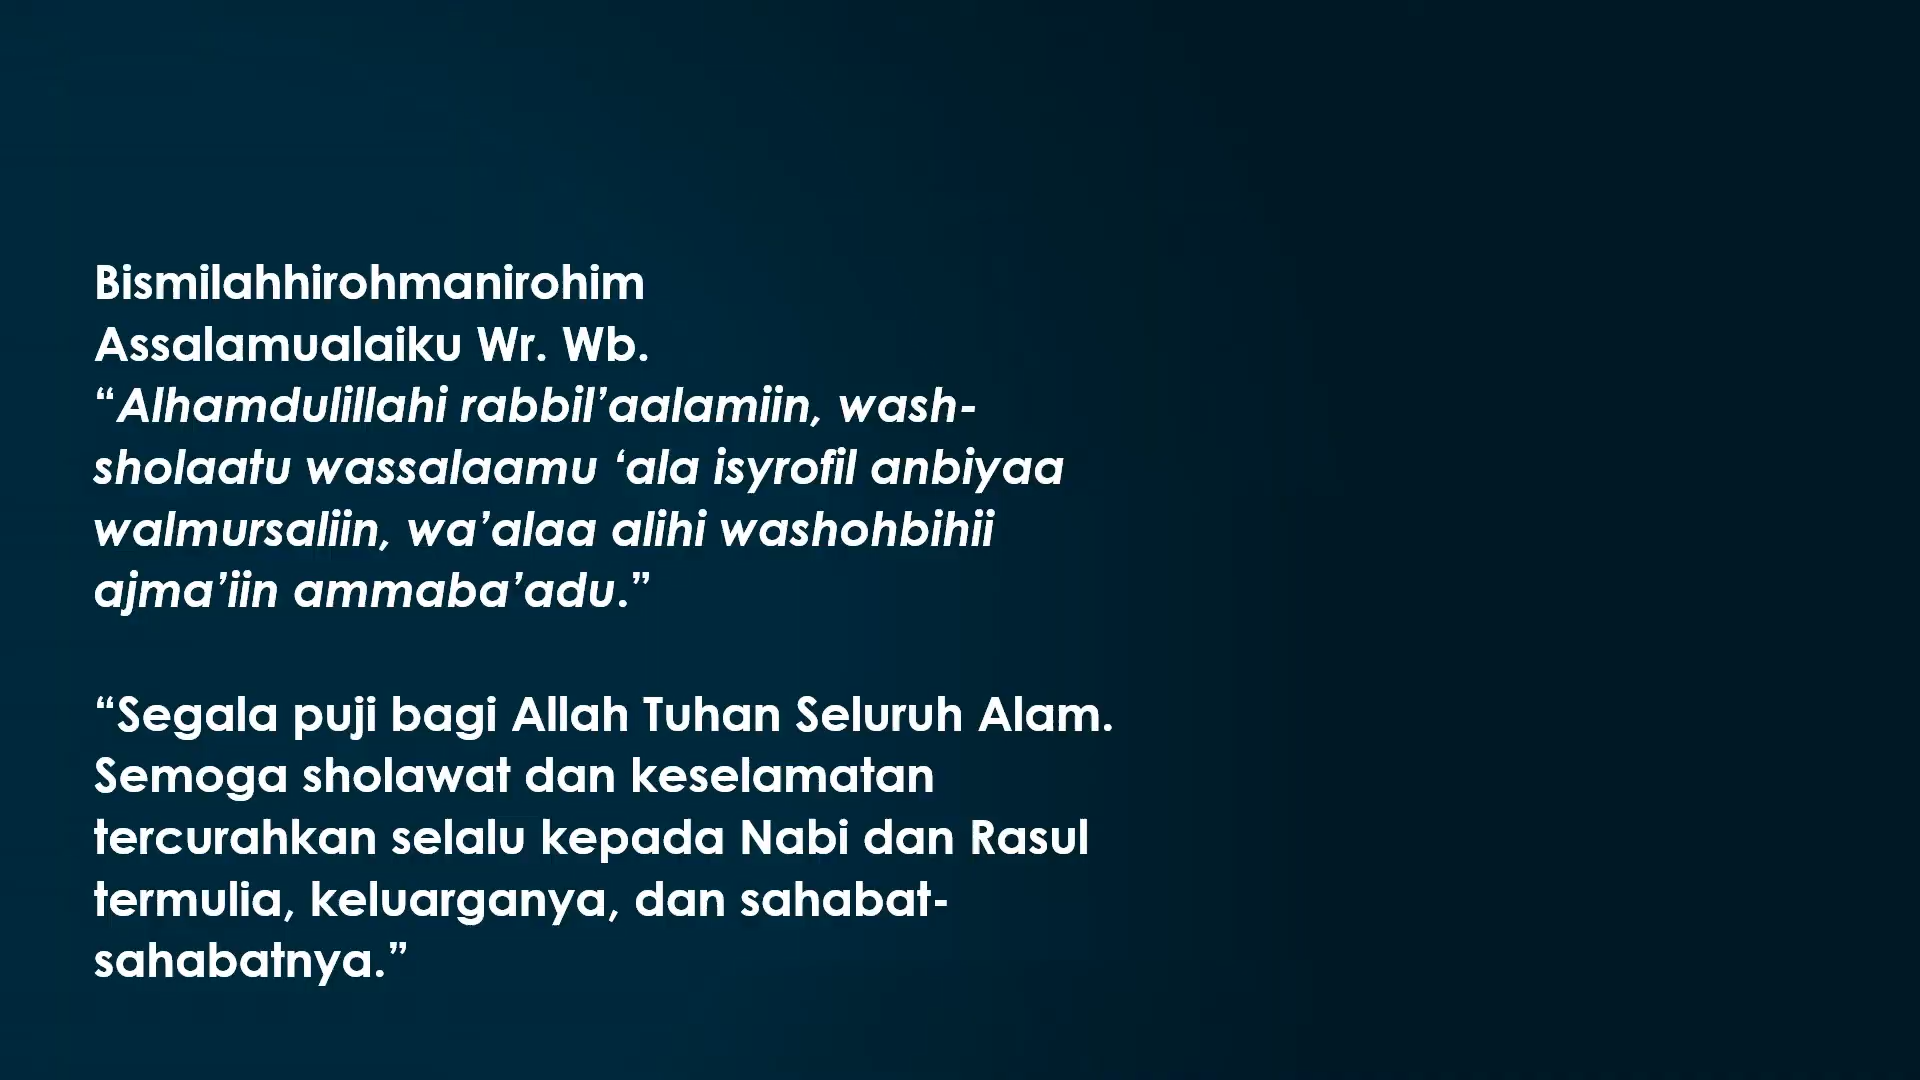 Bismilahhirohmanirohim
Assalamualaiku Wr. Wb.
“Alhamdulillahi rabbil’aalamiin, wash-
sholaatu wassalaamu ‘ala isyrofil anbiyaa
walmursaliin, wa’alaa alihi washohbihii
ajma’iin ammaba’adu.”
“Segala puji bagi Allah Tuhan Seluruh Alam.
Semoga sholawat dan keselamatan
tercurahkan selalu kepada Nabi dan Rasul
termulia, keluarganya, dan sahabat-
sahabatnya.”